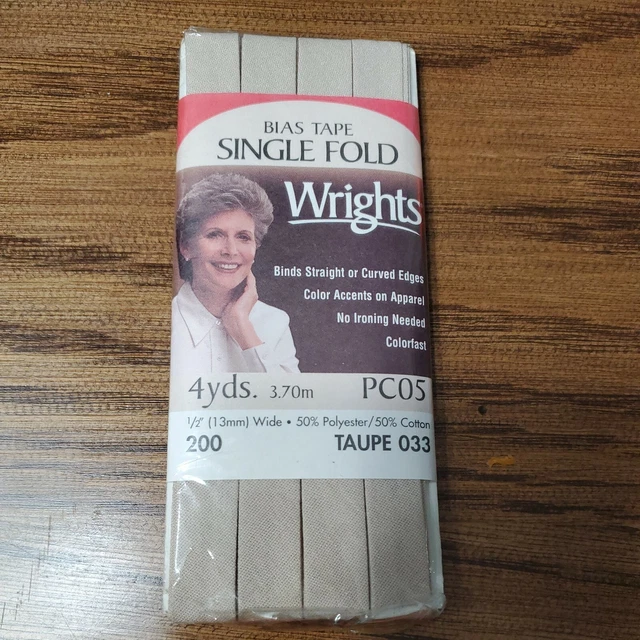 BIAS TAPE
SINGLE FOLD
Wrights
Binds Straight or Curved Edges
Color Accents on Apparel
No Ironing Needed
Colorfast
4yds. 3.70m PC05
1/2" (13mm) Wide • 50% Polyester/50% Cotton
200 TAUPE 033